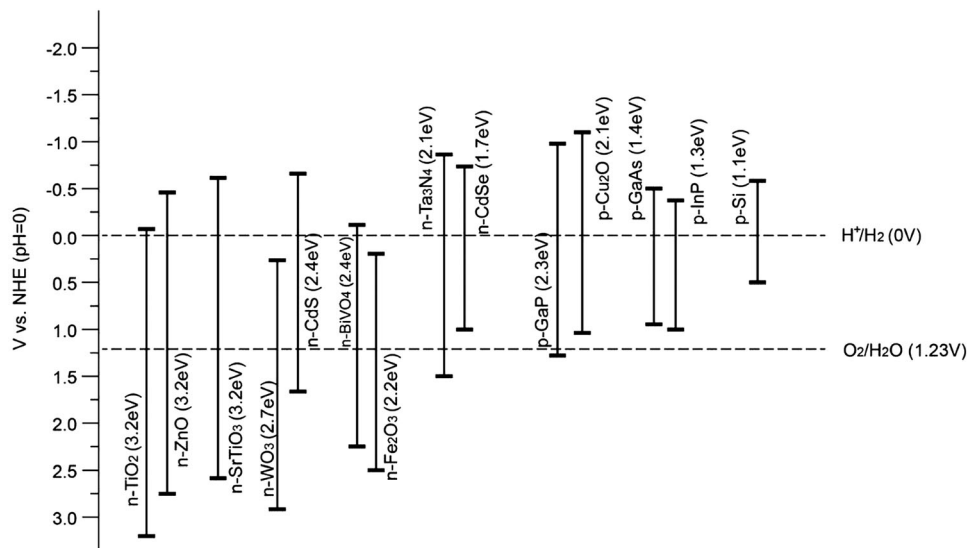 V vs. NHE (pH=0)
-2.0
-1.5
-1.0
-0.5
0.0
0.5
1.0
1.5
2.0
2.5
3.0
n-TiO2 (3.2eV)
n-ZnO (3.2eV)
n-SrTiO3 (3.2eV)
n-WO3 (2.7eV)
n-CdS (2.4eV)
n-BiVO4 (2.4eV)
n-Fe2O3 (2.2eV)
n-Ta3N4 (2.1eV)
n-CdSe (1.7eV)
p-GaP (2.3eV)
p-Cu2O (2.1eV)
p-GaAs (1.4eV)
p-InP (1.3eV)
p-Si (1.1eV)
H+/H2 (0V)
O2/H2O (1.23V)